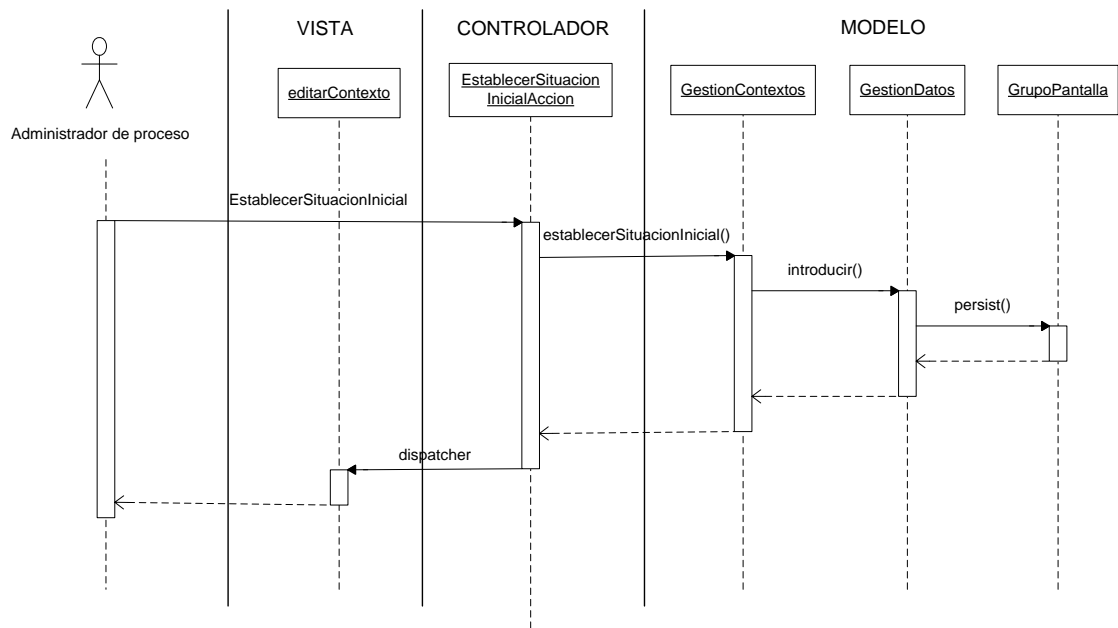 VISTA
CONTROLADOR
MODELO
editarContexto
EstablecerSituacion
InicialAccion
GestionContextos
GestionDatos
GrupoPantalla
Administrador de proceso
EstablecerSituacionInicial
establecerSituacionInicial()
introducir()
persist()
dispatcher